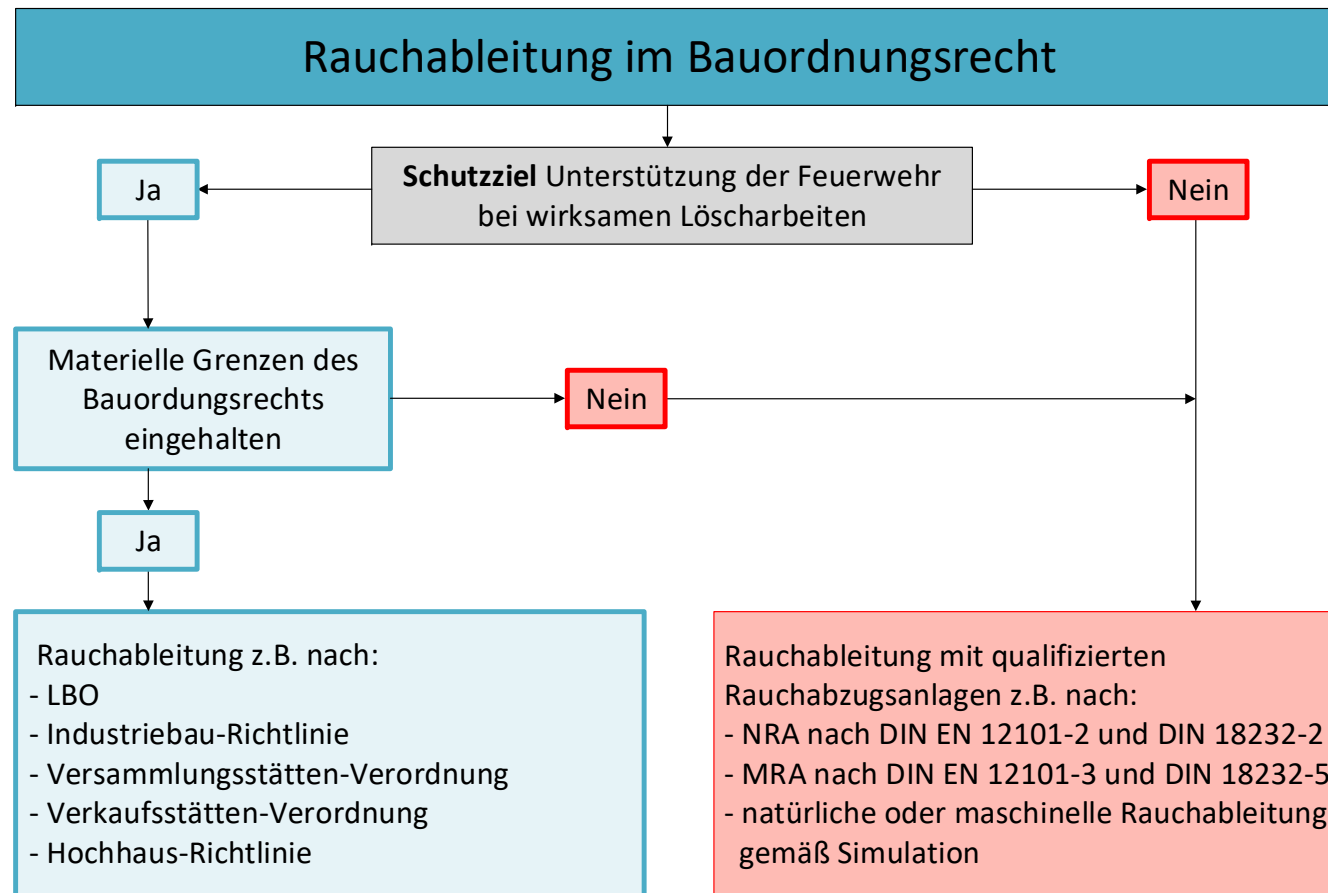 Rauchableitung im Bauordnungsrecht
Schutzziel Unterstützung der Feuerwehr
bei wirksamen Löscharbeiten
Ja
Nein
Materielle Grenzen des
Bauordungsrechts
eingehalten
Nein
Ja
Rauchableitung z.B. nach:
- LBO
- Industriebau-Richtlinie
- Versammlungsstätten-Verordnung
- Verkaufsstätten-Verordnung
- Hochhaus-Richtlinie
Rauchableitung mit qualifizierten
Rauchabzugsanlagen z.B. nach:
- NRA nach DIN EN 12101-2 und DIN 18232-2
- MRA nach DIN EN 12101-3 und DIN 18232-5
- natürliche oder maschinelle Rauchableitung
gemäß Simulation